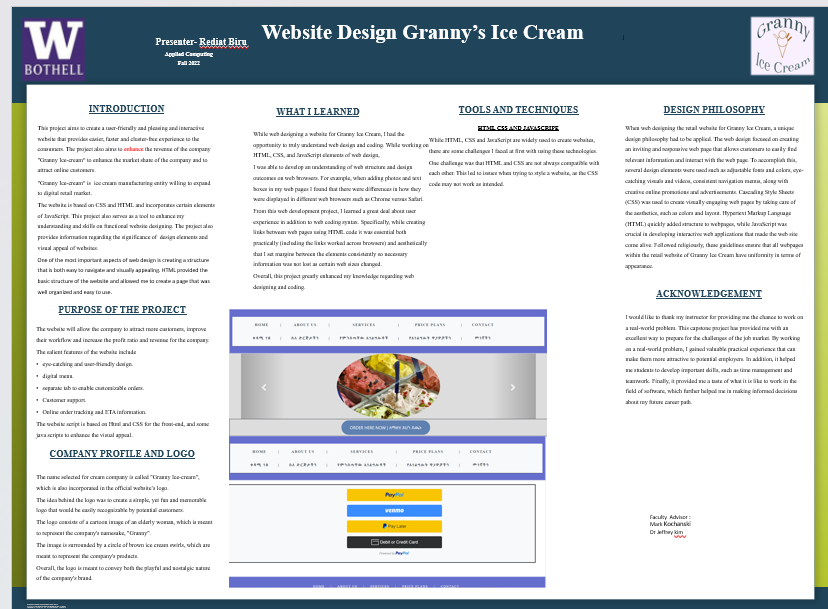 W
BOTHELL
Presenter- Rediat Biru
Applied Computing
Fall 2022
Website Design Granny's Ice Cream
Granny
Ice Cream
INTRODUCTION
This project aims to create a user-friendly and pleasing and interactive
website that provides easier, faster and cluster-free experience to the
consumers. The project also aims to enhance the revenue of the company
"Granny Ice-cream" to enhance the market share of the company and to
attract online customers.
"Granny Ice-cream" is ice cream manufacturing entity willing to expand
to digital retail market.
The website is based on CSS and HTML and incorporates certain elements
of JavaScript. This project also serves as a tool to enhance my
understanding and skills on functional website designing. The project also
provides information regarding the significance of design elements and
visual appeal of websites.
One of the most important aspects of web design is creating a structure
that is both easy to navigate and visually appealing. HTML provided the
basic structure of the website and allowed me to create a page that was
well organized and easy to use.
PURPOSE OF THE PROJECT
The website will allow the company to attract more customers, improve
their workflow and increase the profit ratio and revenue for the company.
The salient features of the website include
• eye-catching and user-friendly design.
• digital menu.
• separate tab to enable customizable orders.
• Customer support.
• Online order tracking and ETA information.
The website script is based on Html and CSS for the front-end, and some
java scripts to enhance the visual appeal.
COMPANY PROFILE AND LOGO
The name selected for cream company is called "Granny Ice-cream",
which is also incorporated in the official website's logo.
The idea behind the logo was to create a simple, yet fun and memorable
logo that would be easily recognizable by potential customers.
The logo consists of a cartoon image of an elderly woman, which is meant
to represent the company's namesake, "Granny".
The image is surrounded by a circle of brown ice cream swirls, which are
meant to represent the company's products.
Overall, the logo is meant to convey both the playful and nostalgic nature
of the company's brand.
WHAT I LEARNED
While web designing a website for Granny Ice Cream, I had the
opportunity to truly understand web design and coding. While working on
HTML, CSS, and JavaScript elements of web design,
I was able to develop an understanding of web structure and design
outcomes on web browsers. For example, when adding photos and text
boxes in my web pages I found that there were differences in how they
were displayed in different web browsers such as Chrome versus Safari.
From this web development project, I learned a great deal about user
experience in addition to web coding syntax. Specifically, while creating
links between web pages using HTML code it was essential both
practically (including the links worked across browsers) and aesthetically
that I set margins between the elements consistently so necessary
information was not lost as certain web sizes changed.
Overall, this project greatly enhanced my knowledge regarding web
designing and coding.
TOOLS AND TECHNIQUES
HTML CSS AND JAVASCRIPE
While HTML, CSS, and JavaScript are widely used to create websites,
there are some challenges I faced at first with using these technologies.
One challenge was that HTML and CSS are not always compatible with
each other. This led to issues when trying to style a website, as the CSS
code may not work as intended.
HOME | ABOUT US | SERVICES | PRICE PLANS | CONTACT
ORDER HERE NOW |
HOME | ABOUT US | SERVICES | PRICE PLANS | CONTACT
PayPal
venmo
Pay Later
Debit or Credit Card
Powered by PayPal
HOME | ABOUT US | SERVICES | PRICE PLANS | CONTACT
DESIGN PHILOSOPHY
When web designing the retail website for Granny Ice Cream, a unique
design philosophy had to be applied. The web design focused on creating
an inviting and responsive web page that allows customers to easily find
relevant information and interact with the web page. To accomplish this,
several design elements were used such as adjustable fonts and colors, eye-
catching visuals and videos, consistent navigation menus, along with
creative online promotions and advertisements. Cascading Style Sheets
(CSS) was used to create visually engaging web pages by taking care of
the aesthetics, such as colors and layout. Hypertext Markup Language
(HTML) quickly added structure to webpages, while JavaScript was
crucial in developing interactive web applications that made the web site
come alive. Followed religiously, these guidelines ensure that all webpages
within the retail website of Granny Ice Cream have uniformity in terms of
appearance.
ACKNOWLEDGEMENT
I would like to thank my instructor for providing me the chance to work on
a real-world problem. This capstone project has provided me with an
excellent way to prepare for the challenges of the job market. By working
on a real-world problem, I gained valuable practical experience that can
make them more attractive to potential employers. In addition, it helped
me students to develop important skills, such as time management and
teamwork. Finally, it provided me a taste of what it is like to work in the
field of software, which further helped me in making informed decisions
about my future career path.
Faculty Advisor :
Mark Kochanski
Dr Jeffrey kim